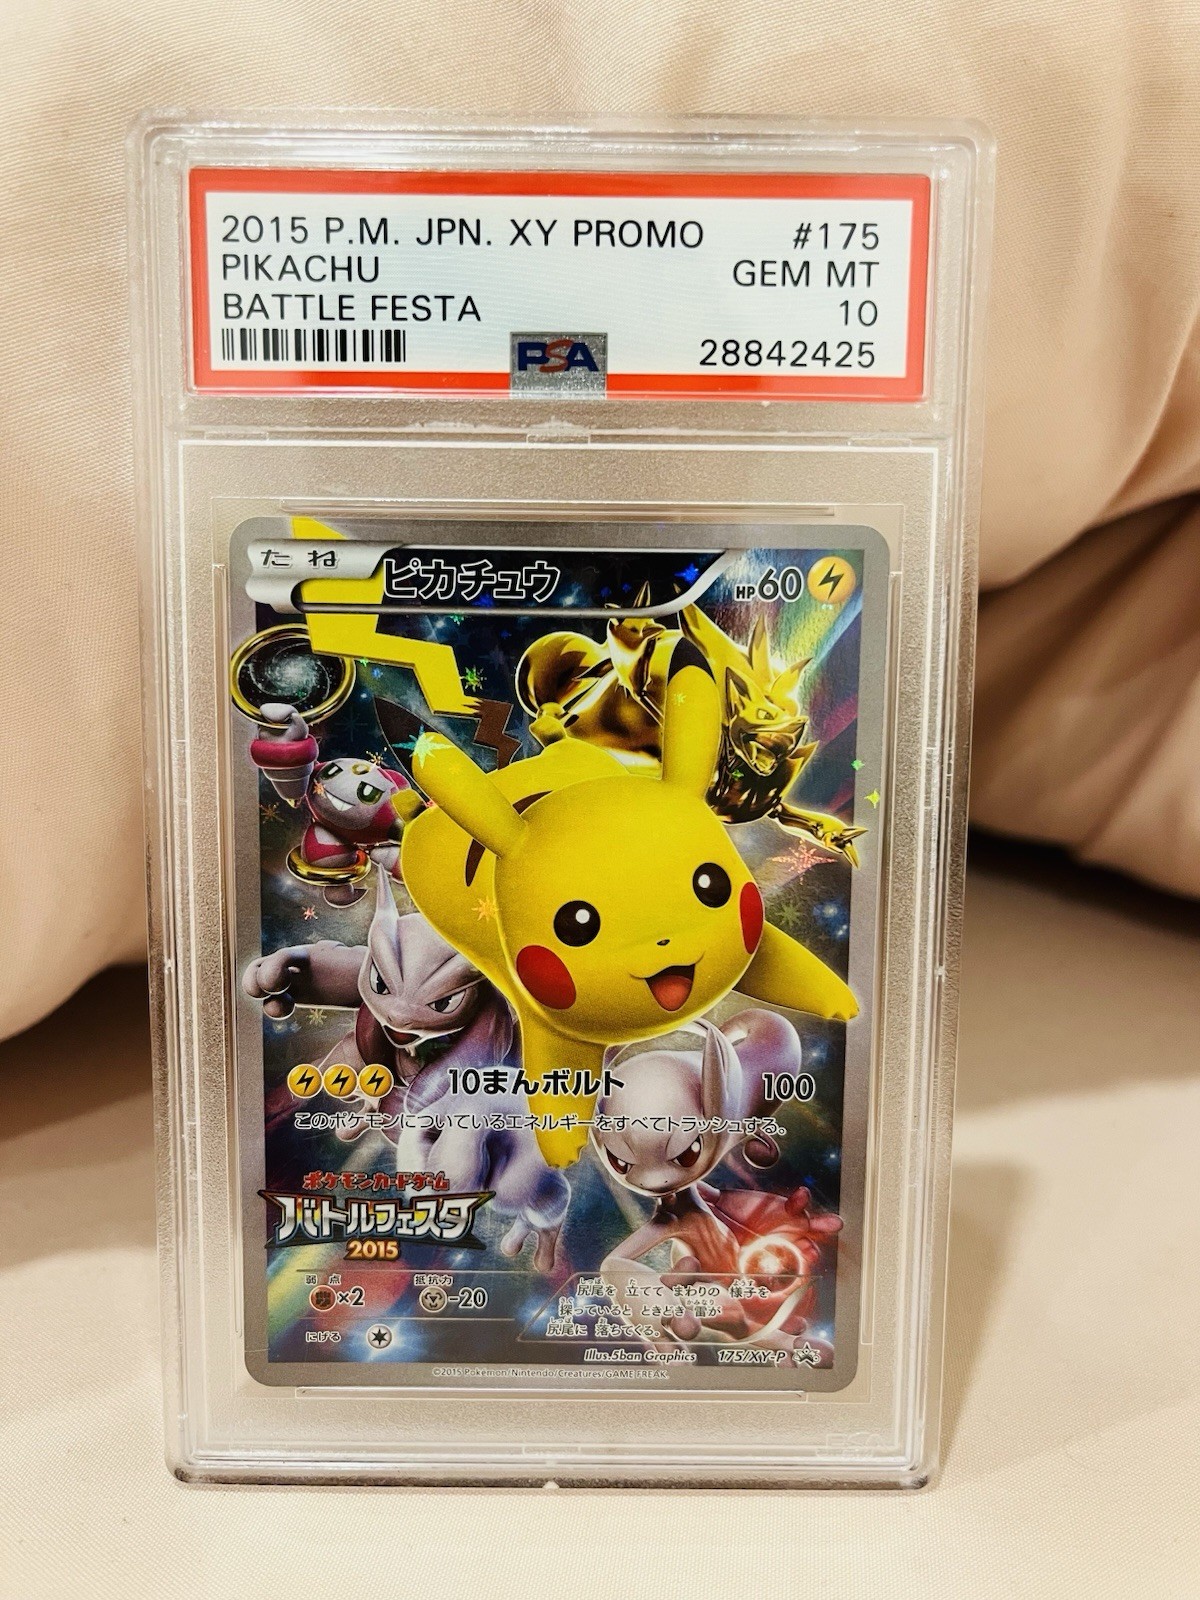 2015 P.M. JPN. XY PROMO #175
PIKACHU GEM MT
BATTLE FESTA 10
PSA 28842425
たね ピカチュウ HP60
10まんボルト 100
このポケモンについているエネルギーをすべてトラッシュする。
ポケモンカードゲーム
バトルフェスタ
2015
弱点 抵抗力
×2 -20
にげる
尻尾を 立てて まわりの 様子を
探っていると ときどき 雷が
尻尾に 落ちてくる。
Illus.5ban Graphics 175/XY-P
©2015 Pokémon/Nintendo/Creatures/GAME FREAK.